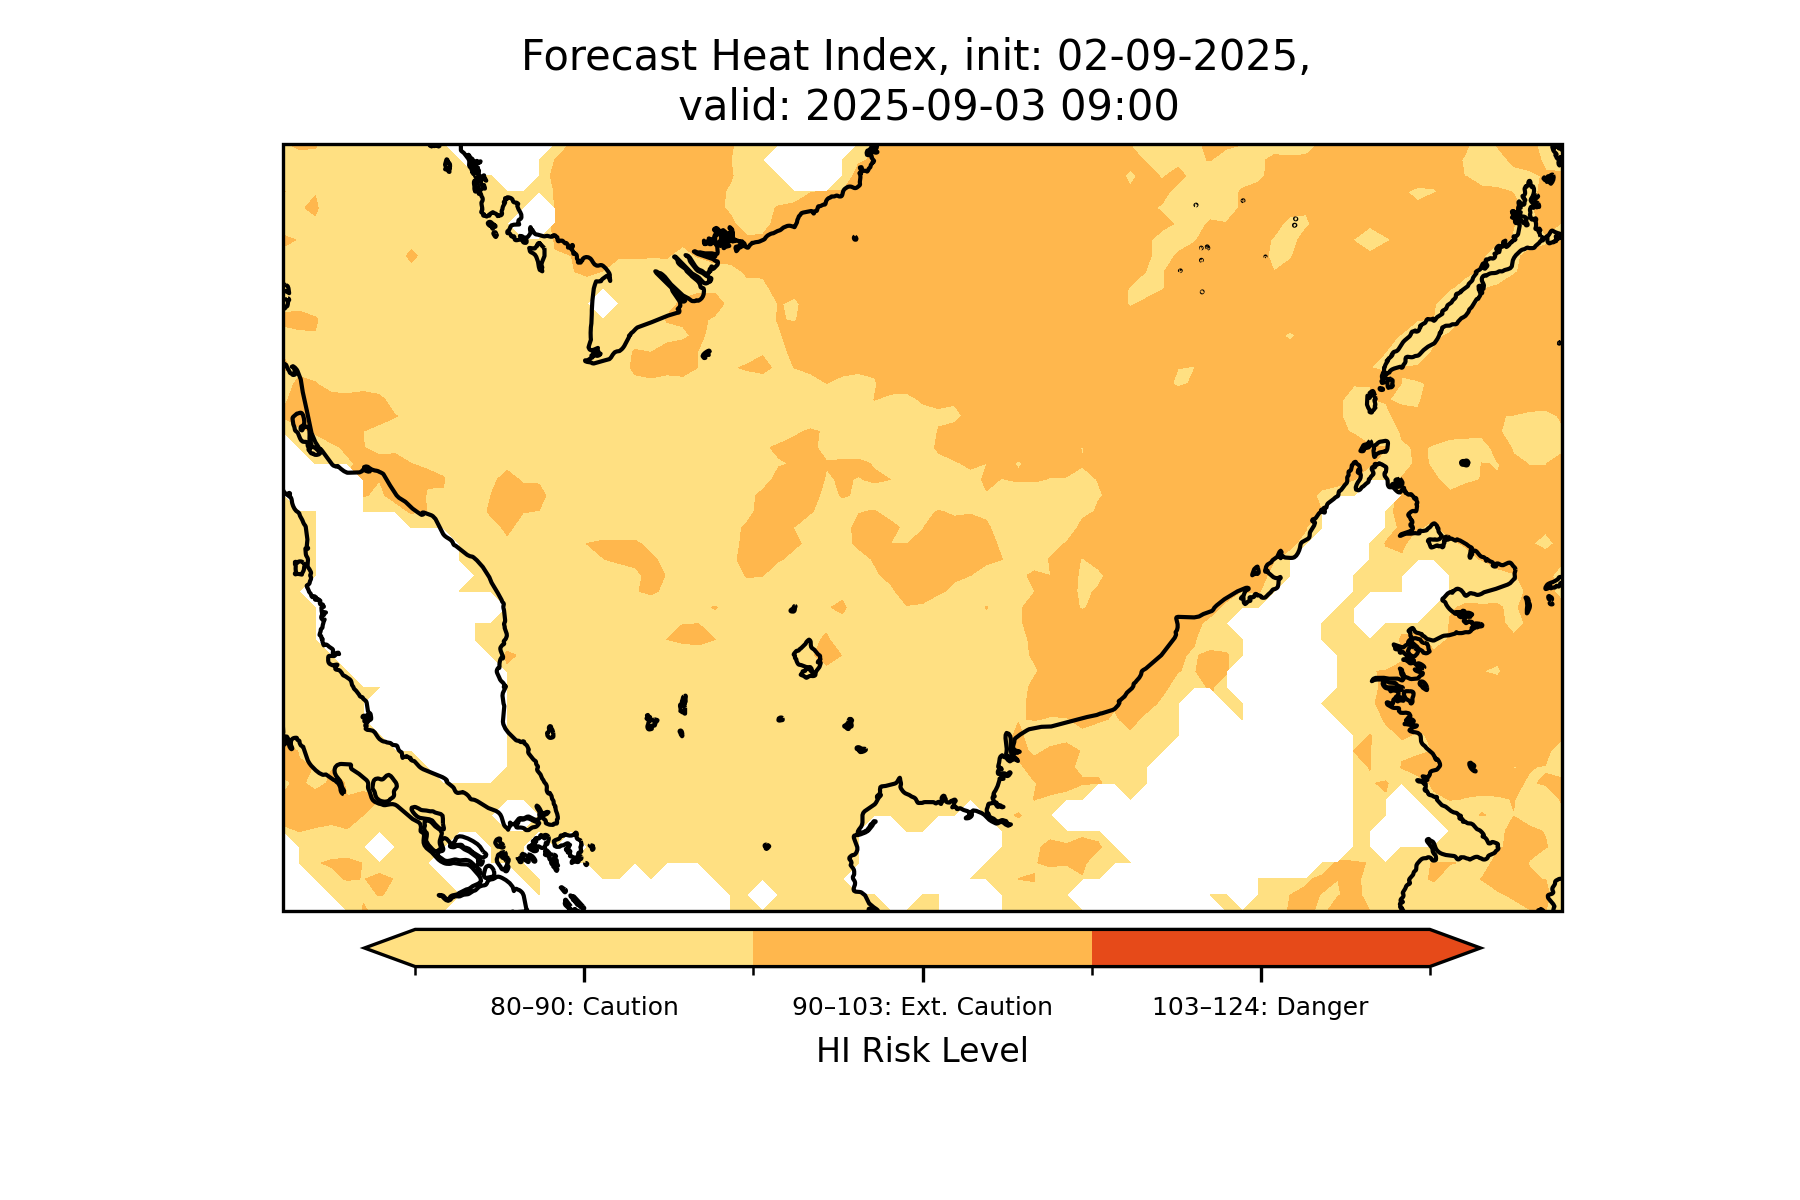 Forecast Heat Index, init: 02-09-2025,
valid: 2025-09-03 09:00
80–90: Caution
90–103: Ext. Caution
103–124: Danger
HI Risk Level